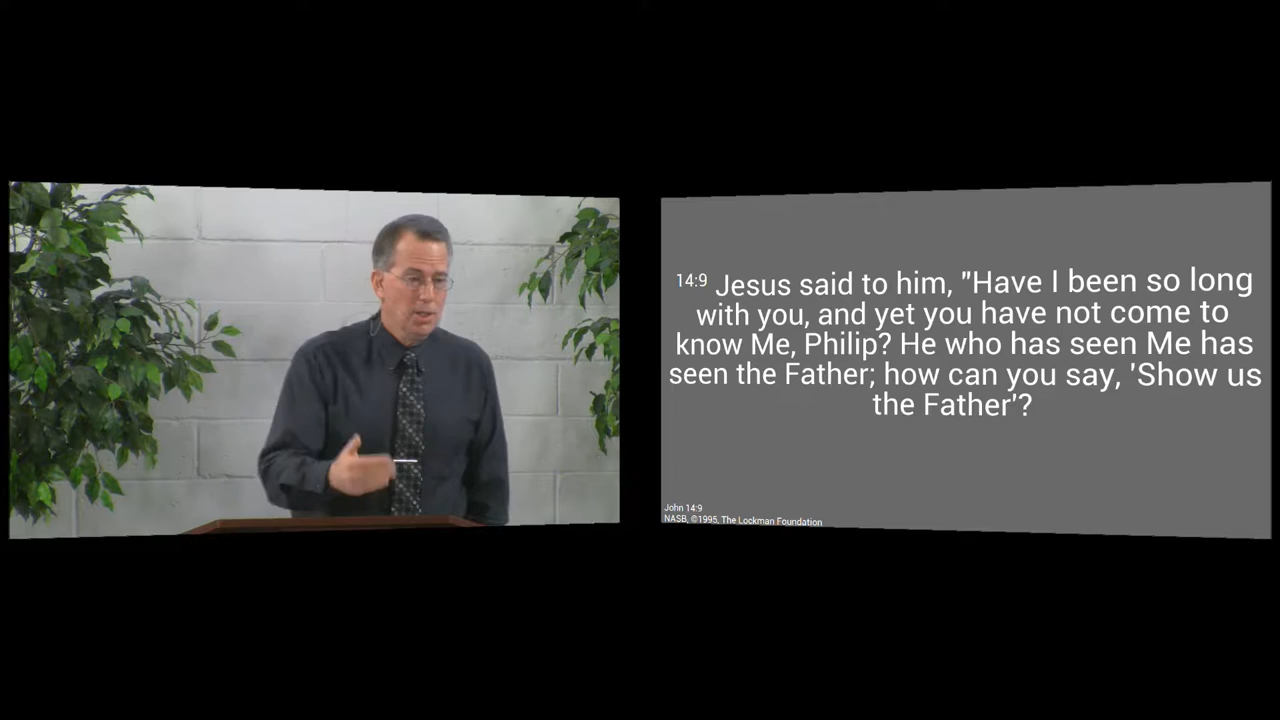 14:9 Jesus said to him, "Have I been so long
with you, and yet you have not come to
know Me, Philip? He who has seen Me has
seen the Father; how can you say, 'Show us
the Father'?
John 14:9
NASB, ©1995, The Lockman Foundation